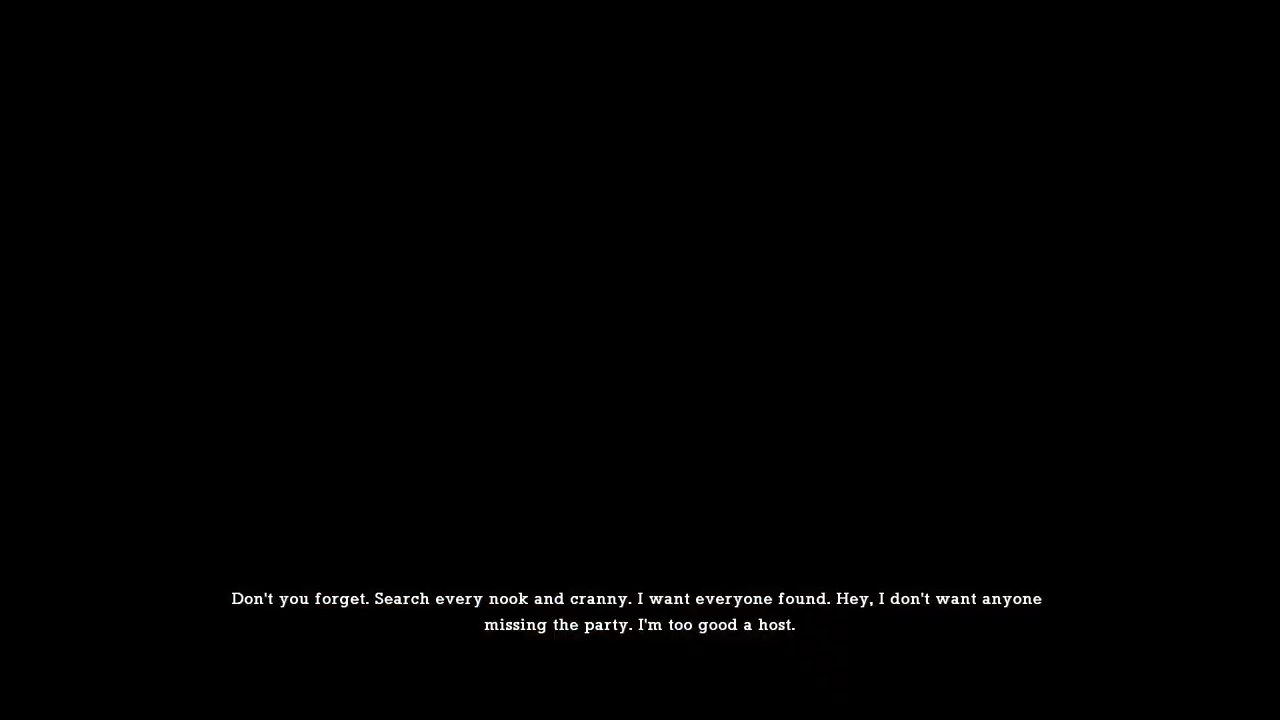 Don't you forget. Search every nook and cranny. I want everyone found. Hey, I don't want anyone
missing the party. I'm too good a host.